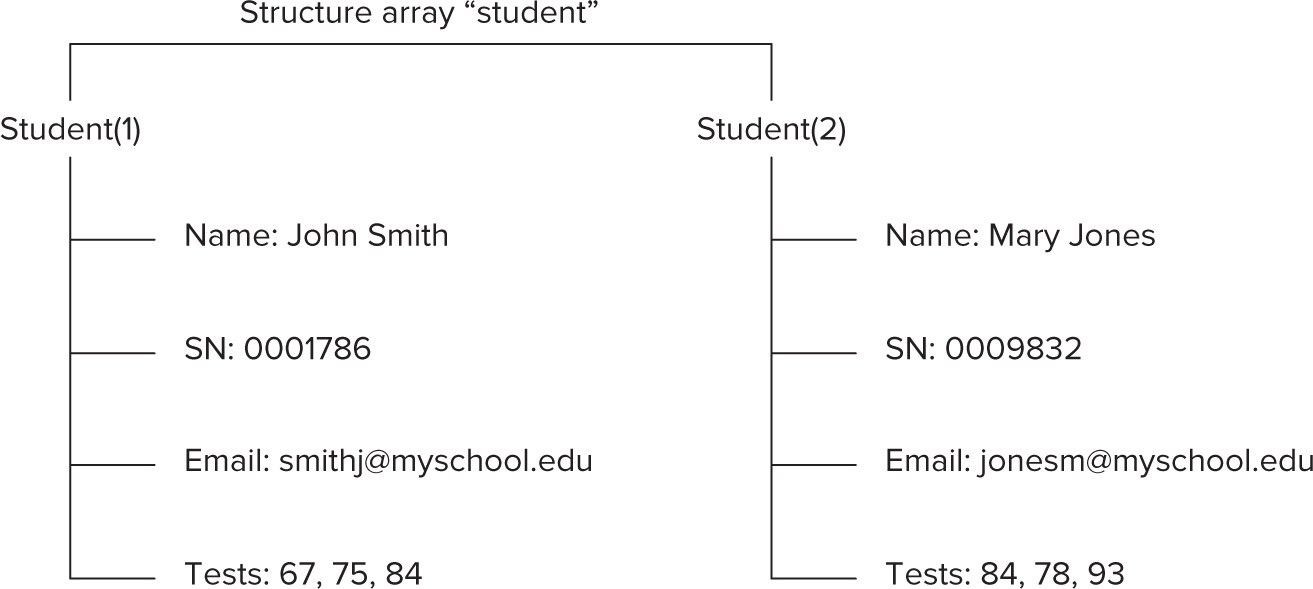 Structure array “student”
Student(1)
Name: John Smith
SN: 0001786
Email: smithj@myschool.edu
Tests: 67, 75, 84
Student(2)
Name: Mary Jones
SN: 0009832
Email: jonesm@myschool.edu
Tests: 84, 78, 93